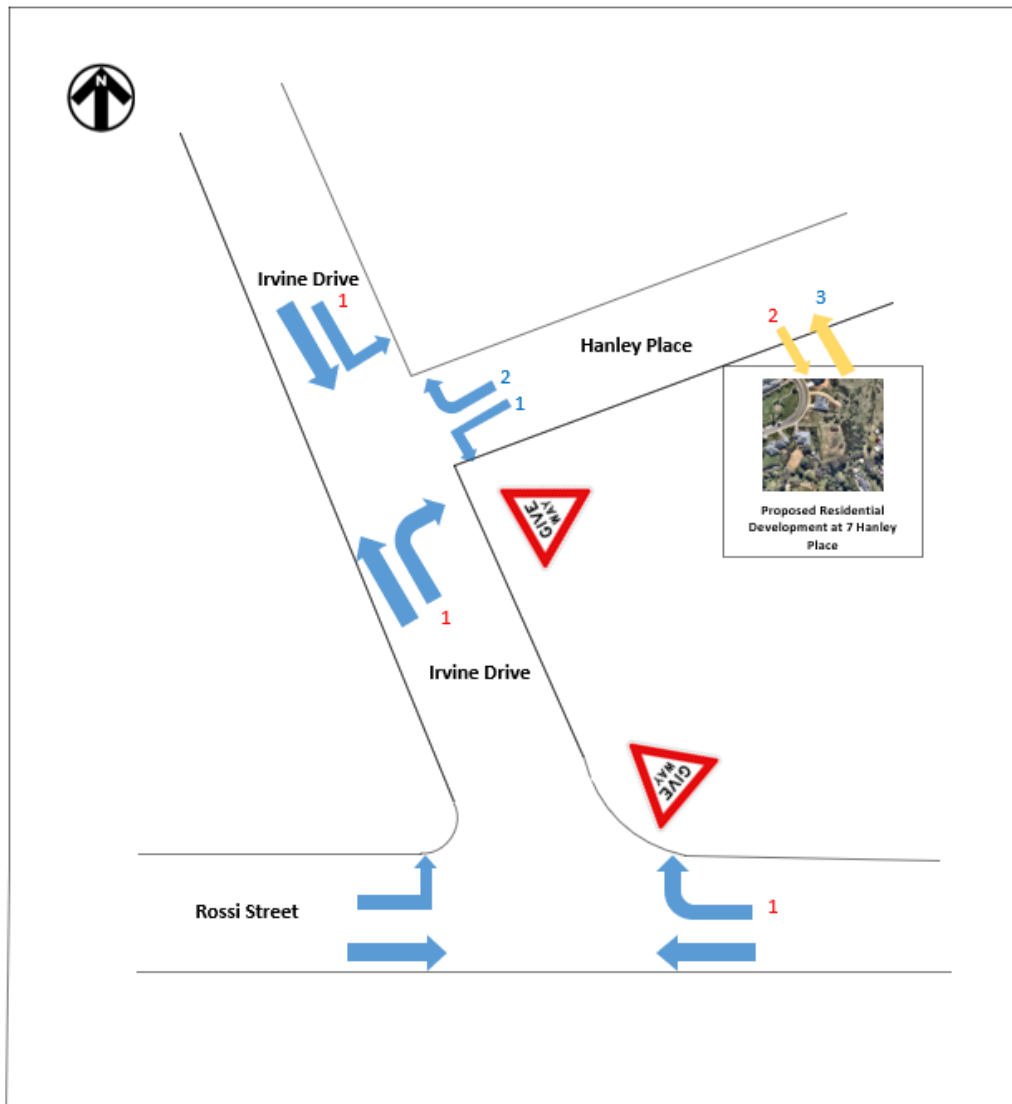 N
Irvine Drive
1
3
2
Hanley Place
2
1
Proposed Residential
Development at 7 Hanley
Place
GIVE
WAY
1
Irvine Drive
GIVE
WAY
Rossi Street
1